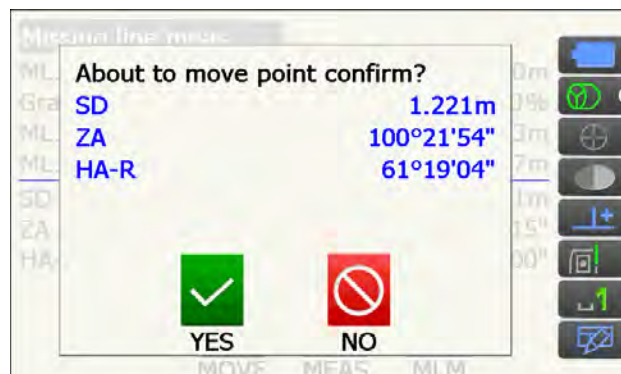 Missing line meas.
About to move point confirm?
SD 1.221m
ZA 100°21'54"
HA-R 61°19'04"
YES NO
MOVE MEAS MLM